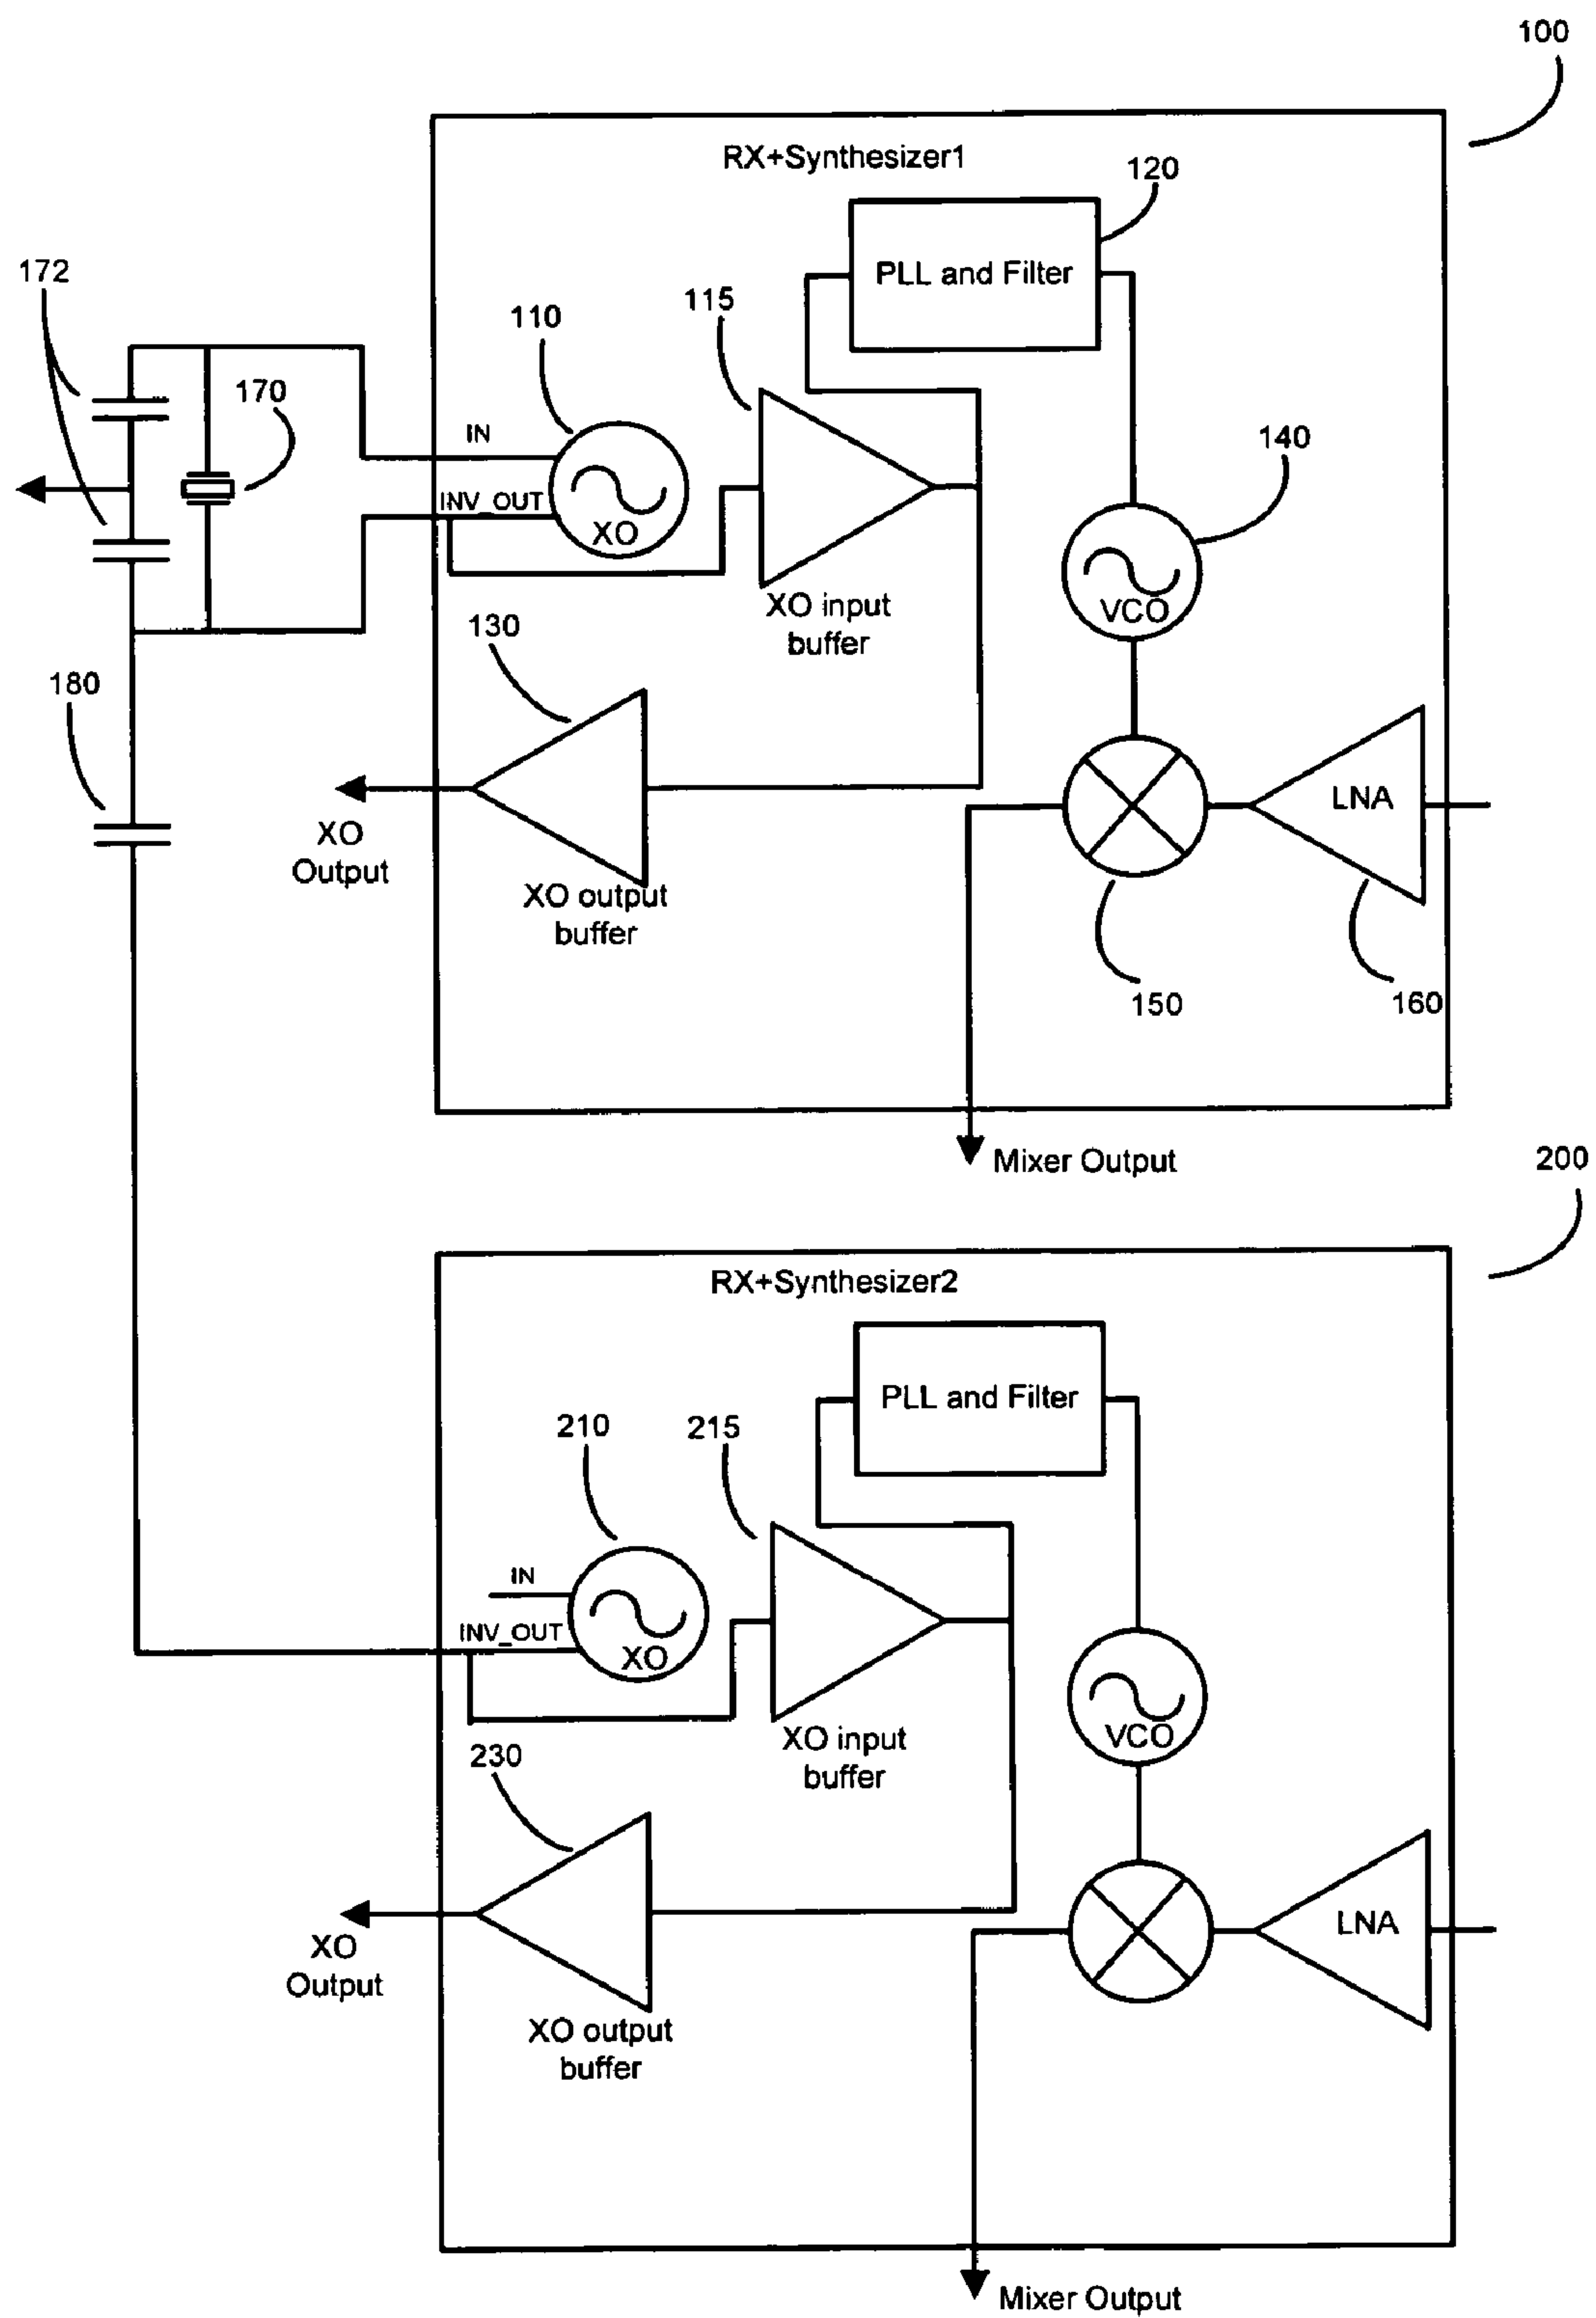 100
RX+Synthesizer1
120
PLL and Filter
172
115
110
170
IN
140
INV_OUT
XO
VCO
XO input
buffer
130
180
LNA
XO
Output
XO output
buffer
150
160
Mixer Output
200
RX+Synthesizer2
PLL and Filter
210
215
IN
INV_OUT
XO
VCO
XO input
buffer
230
LNA
XO
Output
XO output
buffer
Mixer Output